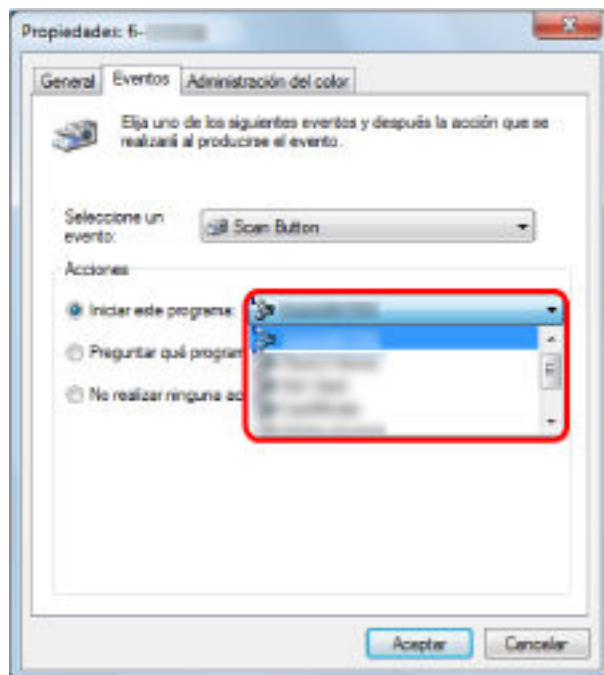 Propiedades: fi-
General
Eventos
Administración del color
Elija uno de los siguientes eventos y después la acción que se
realizará al producirse el evento.
Seleccione un
evento:
Scan Button
Acciones
Iniciar este programa:
Preguntar qué program
No realizar ninguna ac
Aceptar
Cancelar